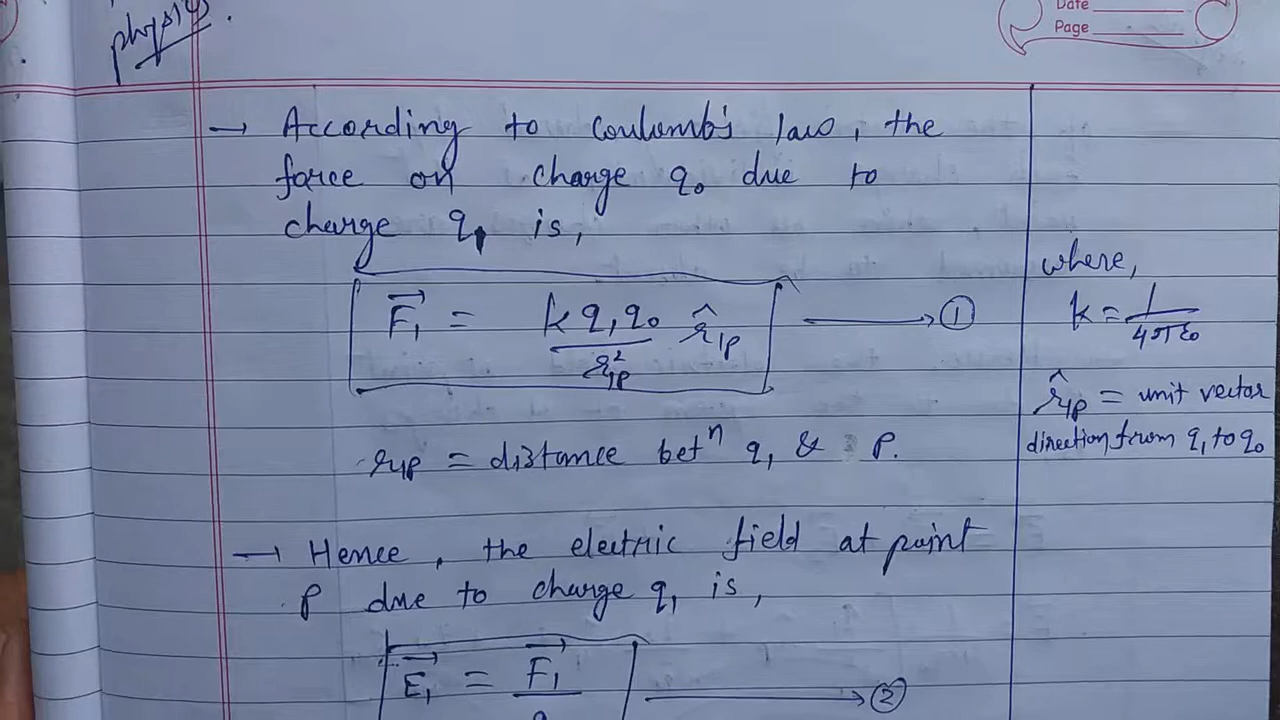 physics.
Date
Page
→ According to Coulomb's law, the
force on charge q₀ due to
charge q₁ is,
F⃗₁ = k q₁ q₀ / r₁ₚ² r̂₁ₚ → ①
where,
k = 1 / 4πε₀
r̂₁ₚ = unit vector
direction from q₁ to q₀
r₁ₚ = distance betⁿ q₁ & P.
→ Hence, the electric field at point
P due to charge q₁ is,
E⃗₁ = F⃗₁ → ②